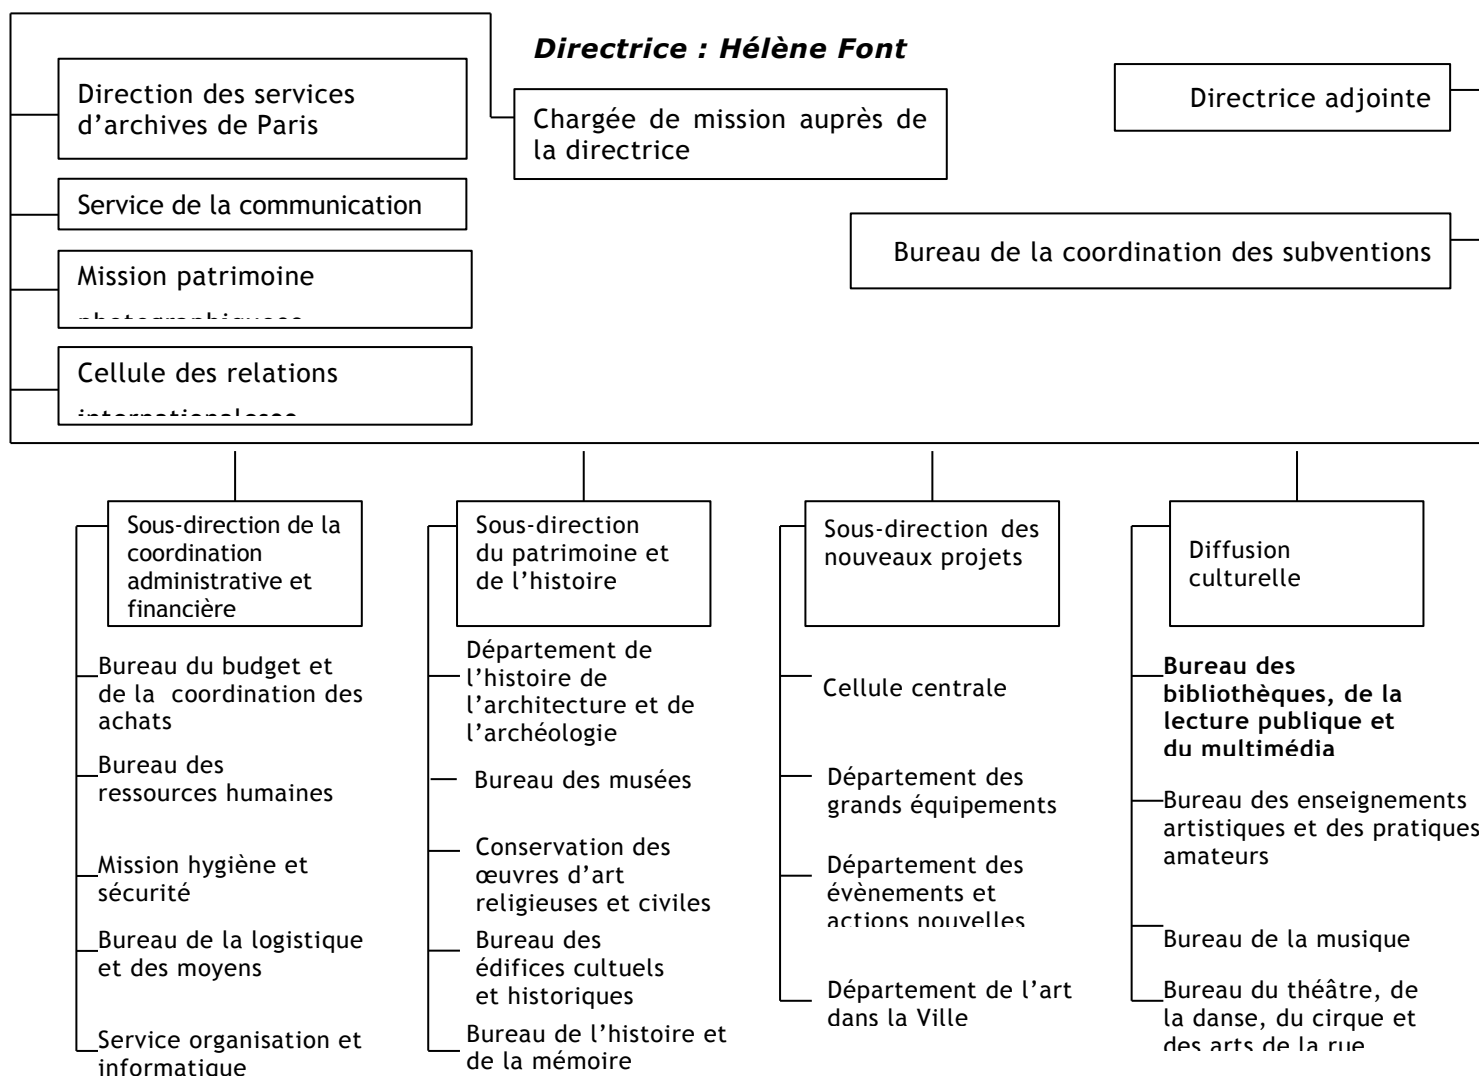 Directrice : Hélène Font
Direction des services
d’archives de Paris
Chargée de mission auprès de
la directrice
Directrice adjointe
Service de la communication
Bureau de la coordination des subventions
Mission patrimoine
Cellule des relations
Sous-direction de la
coordination
administrative et
financière
Bureau du budget et
de la coordination des
achats
Bureau des
ressources humaines
Mission hygiène et
sécurité
Bureau de la logistique
et des moyens
Service organisation et
informatique
Sous-direction
du patrimoine et
de l’histoire
Département de
l’histoire de
l’architecture et de
l’archéologie
Bureau des musées
Conservation des
œuvres d’art
religieuses et civiles
Bureau des
édifices cultuels
et historiques
Bureau de l’histoire et
de la mémoire
Sous-direction des
nouveaux projets
Cellule centrale
Département des
grands équipements
Département des
évènements et
actions nouvelles
Département de l’art
dans la Ville
Diffusion
culturelle
Bureau des
bibliothèques, de la
lecture publique et
du multimédia
Bureau des enseignements
artistiques et des pratiques
amateurs
Bureau de la musique
Bureau du théâtre, de
la danse, du cirque et
des arts de la rue